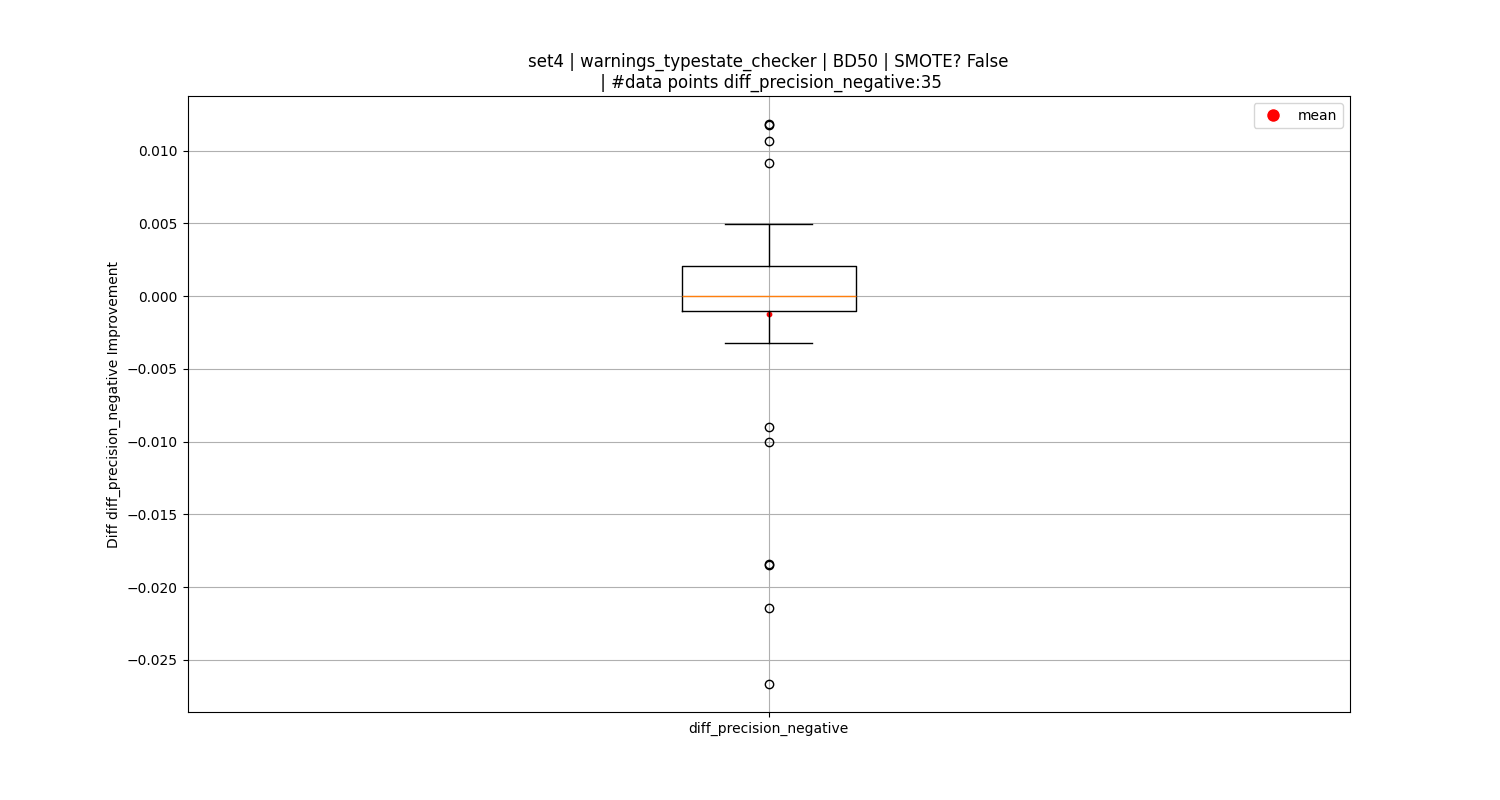 set4 | warnings_typestate_checker | BD50 | SMOTE? False
| #data points diff_precision_negative:35
mean
0.010
0.005
0.000
−0.005
−0.010
−0.015
−0.020
−0.025
Diff diff_precision_negative Improvement
diff_precision_negative